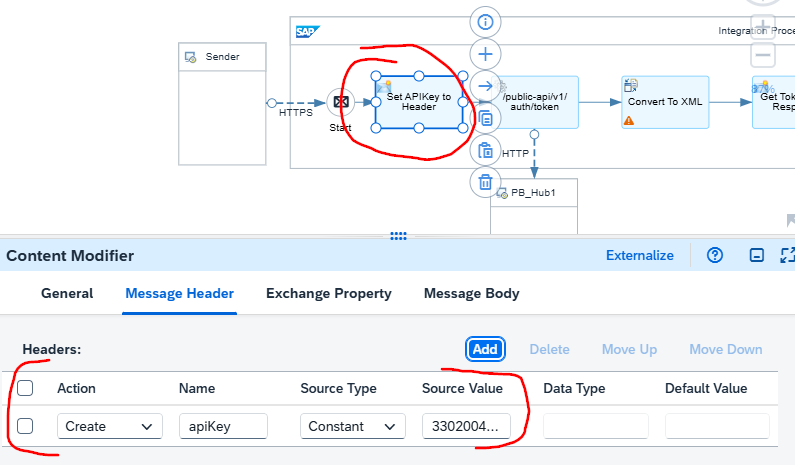 SAP
Integration Proce
Sender
HTTPS
Start
Set APIKey to
Header
/public-api/v1/
auth/token
Convert To XML
Get Tok
Resp
HTTP
PB_Hub1
Content Modifier
Externalize
General
Message Header
Exchange Property
Message Body
Headers:
Add
Delete
Move Up
Move Down
Action
Name
Source Type
Source Value
Data Type
Default Value
Create
apiKey
Constant
3302004...